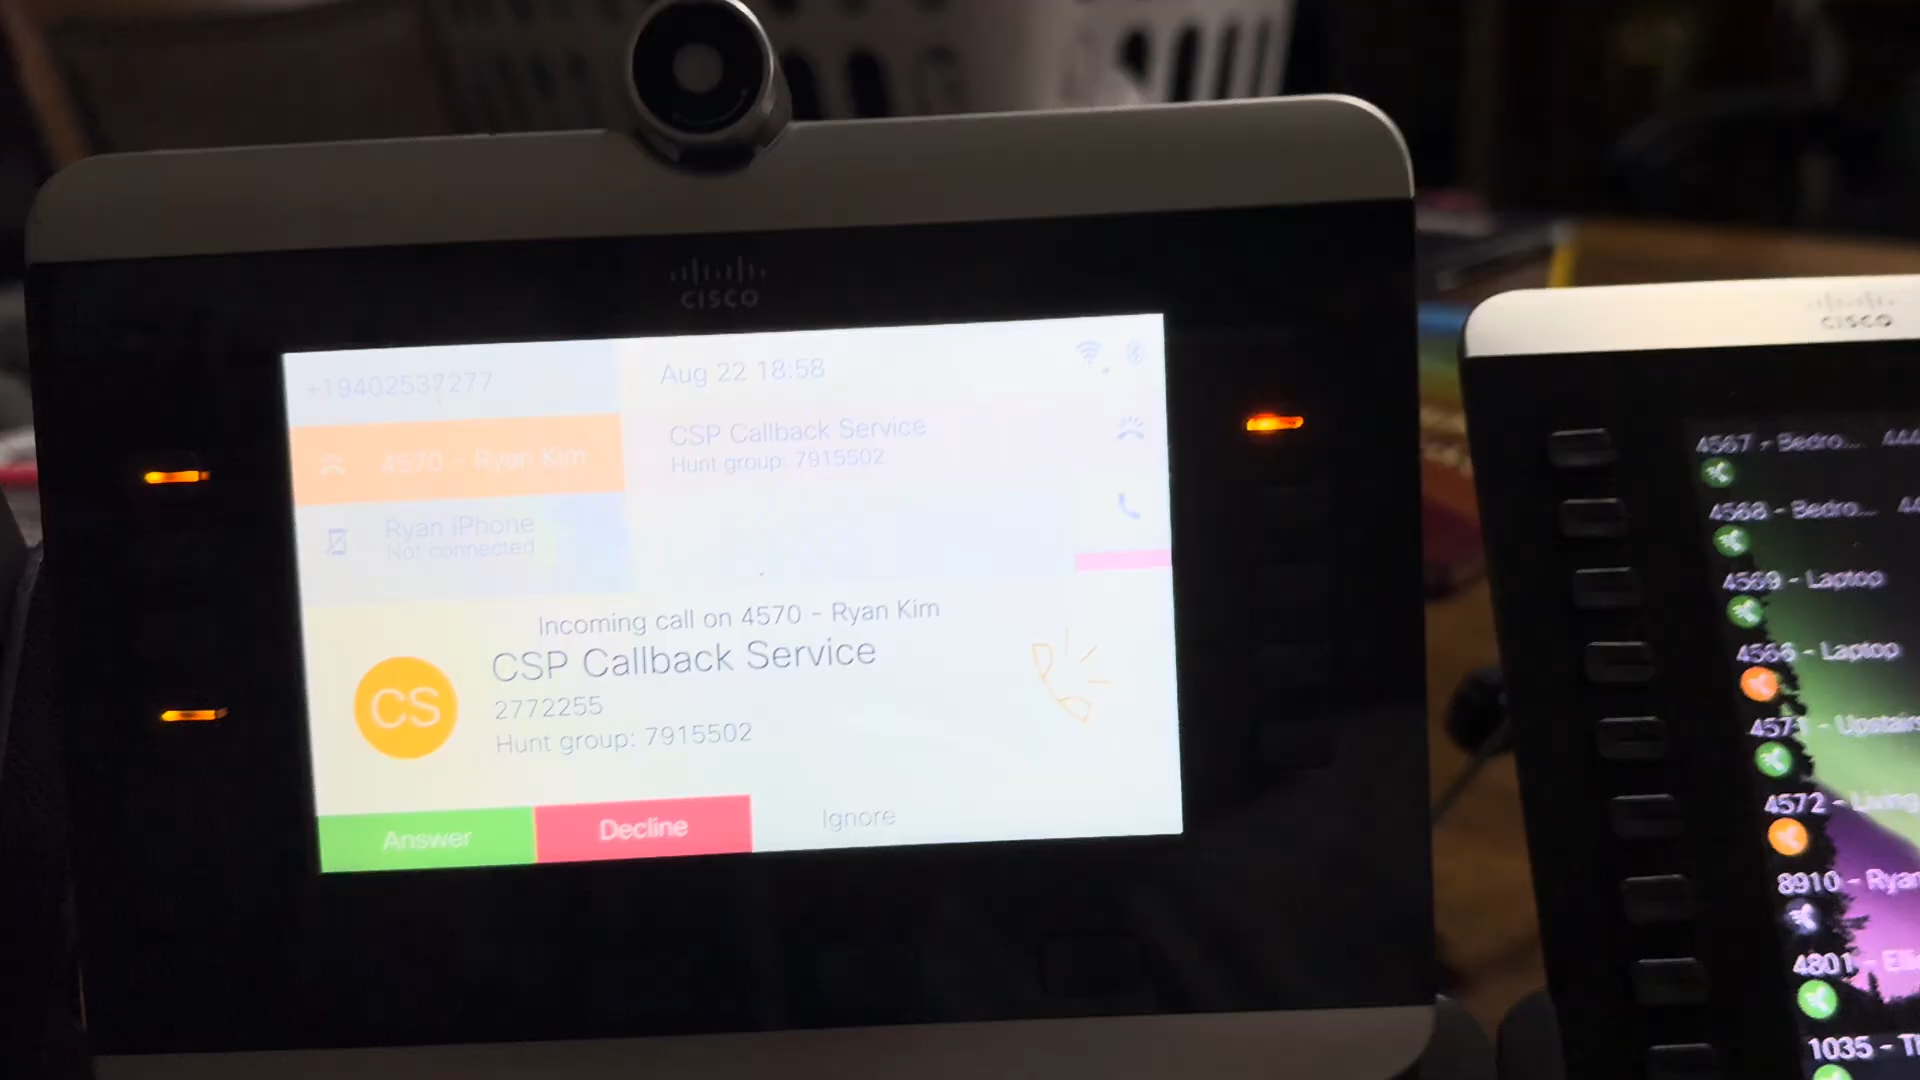 CISCO
+19402537277
Aug 22 18:58
4570 - Ryan Kim
CSP Callback Service
Hunt group: 7915502
Ryan iPhone
Not connected
Incoming call on 4570 - Ryan Kim
CSP Callback Service
CS
2772255
Hunt group: 7915502
Answer
Decline
Ignore
CISCO
4567 - Bedro...
4568 - Bedro...
4569 - Laptop
4566 - Laptop
4571 - Upstairs
4572 - Living
8910 - Ryan
4801 -
1035 -